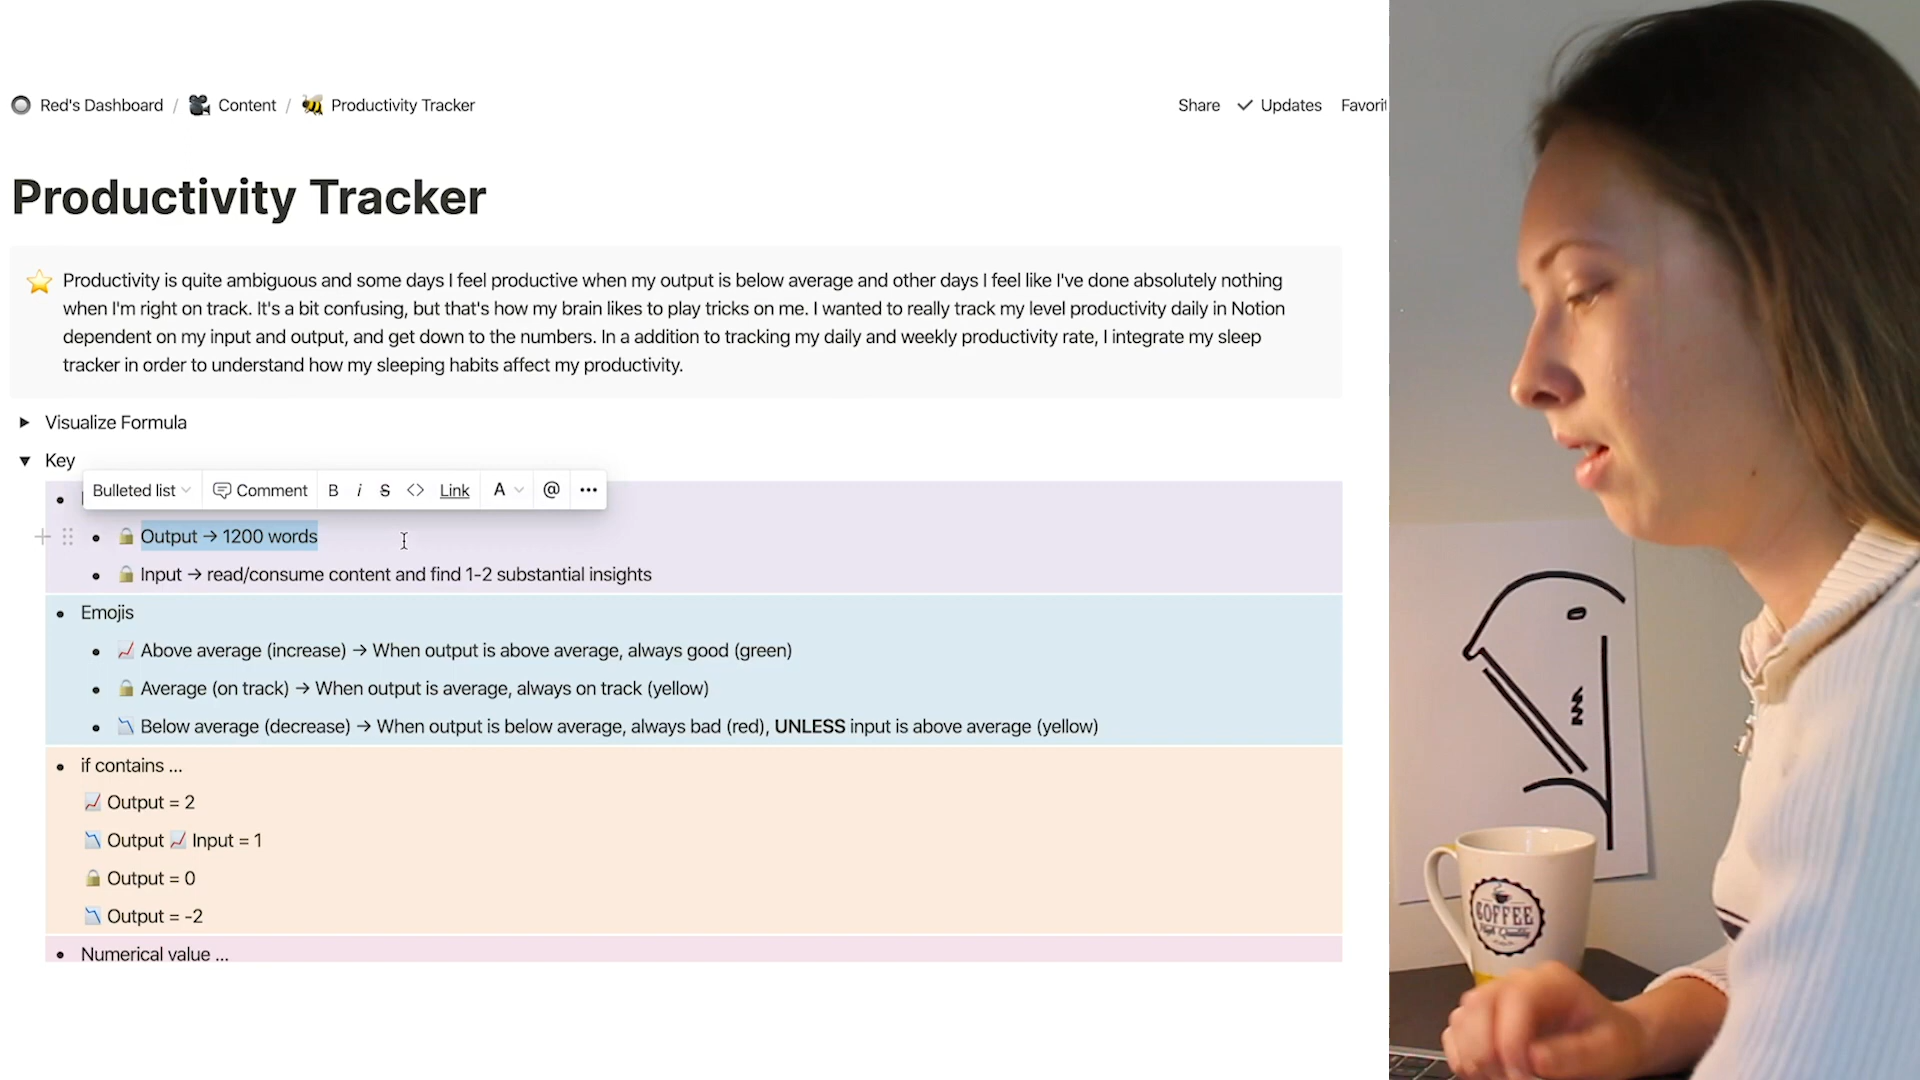 Red's Dashboard / Content / Productivity Tracker
Share Updates
Productivity Tracker
Productivity is quite ambiguous and some days I feel productive when my output is below average and other days I feel like I've done absolutely nothing
when I'm right on track. It's a bit confusing, but that's how my brain likes to play tricks on me. I wanted to really track my level productivity daily in Notion
dependent on my input and output, and get down to the numbers. In a addition to tracking my daily and weekly productivity rate, I integrate my sleep
tracker in order to understand how my sleeping habits affect my productivity.
Visualize Formula
Key
Bulleted list Comment B i S <> Link A @ •••
🔒 Output → 1200 words
🔒 Input → read/consume content and find 1-2 substantial insights
Emojis
📈 Above average (increase) → When output is above average, always good (green)
🔒 Average (on track) → When output is average, always on track (yellow)
📉 Below average (decrease) → When output is below average, always bad (red), UNLESS input is above average (yellow)
if contains ...
📈 Output = 2
📉 Output 📈 Input = 1
🔒 Output = 0
📉 Output = -2
Numerical value ...
COFFEE
High Quality